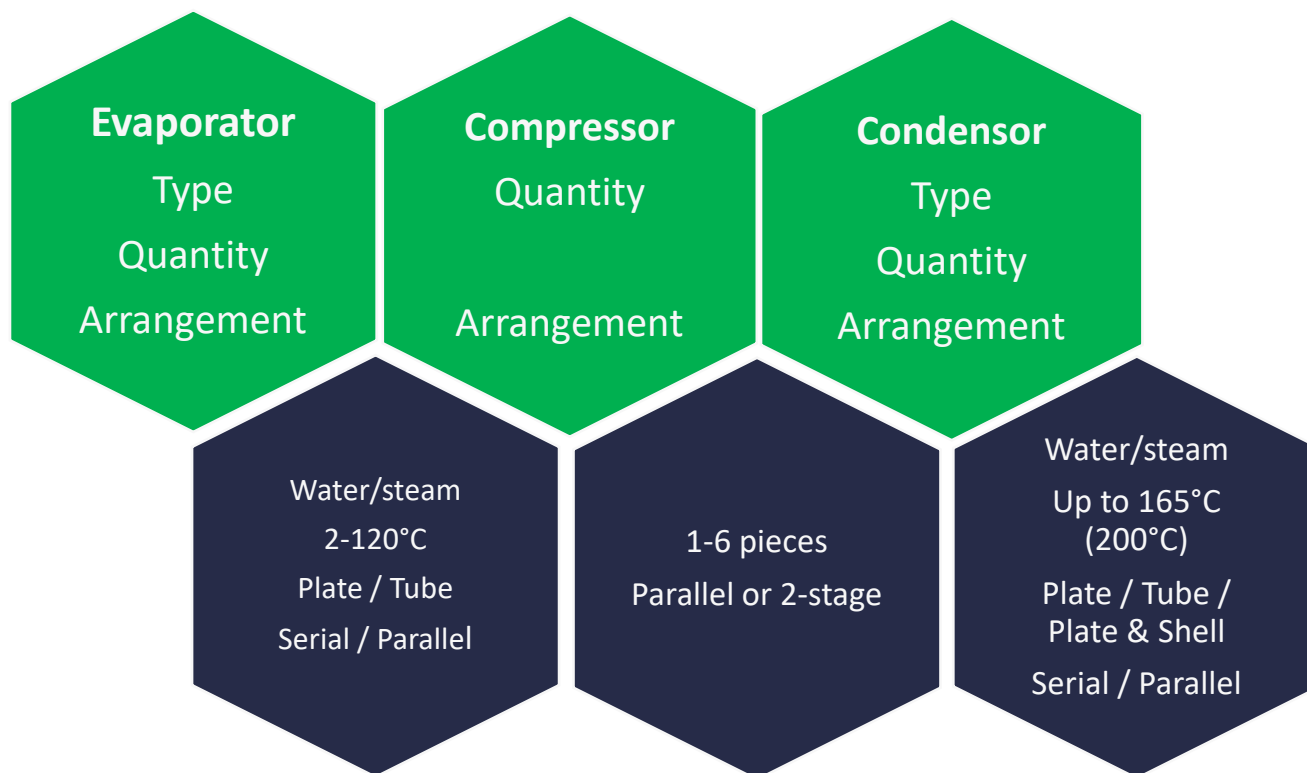 Evaporator
Type
Quantity
Arrangement
Compressor
Quantity
Arrangement
Condensor
Type
Quantity
Arrangement
Water/steam
2-120°C
Plate / Tube
Serial / Parallel
1-6 pieces
Parallel or 2-stage
Water/steam
Up to 165°C
(200°C)
Plate / Tube /
Plate & Shell
Serial / Parallel